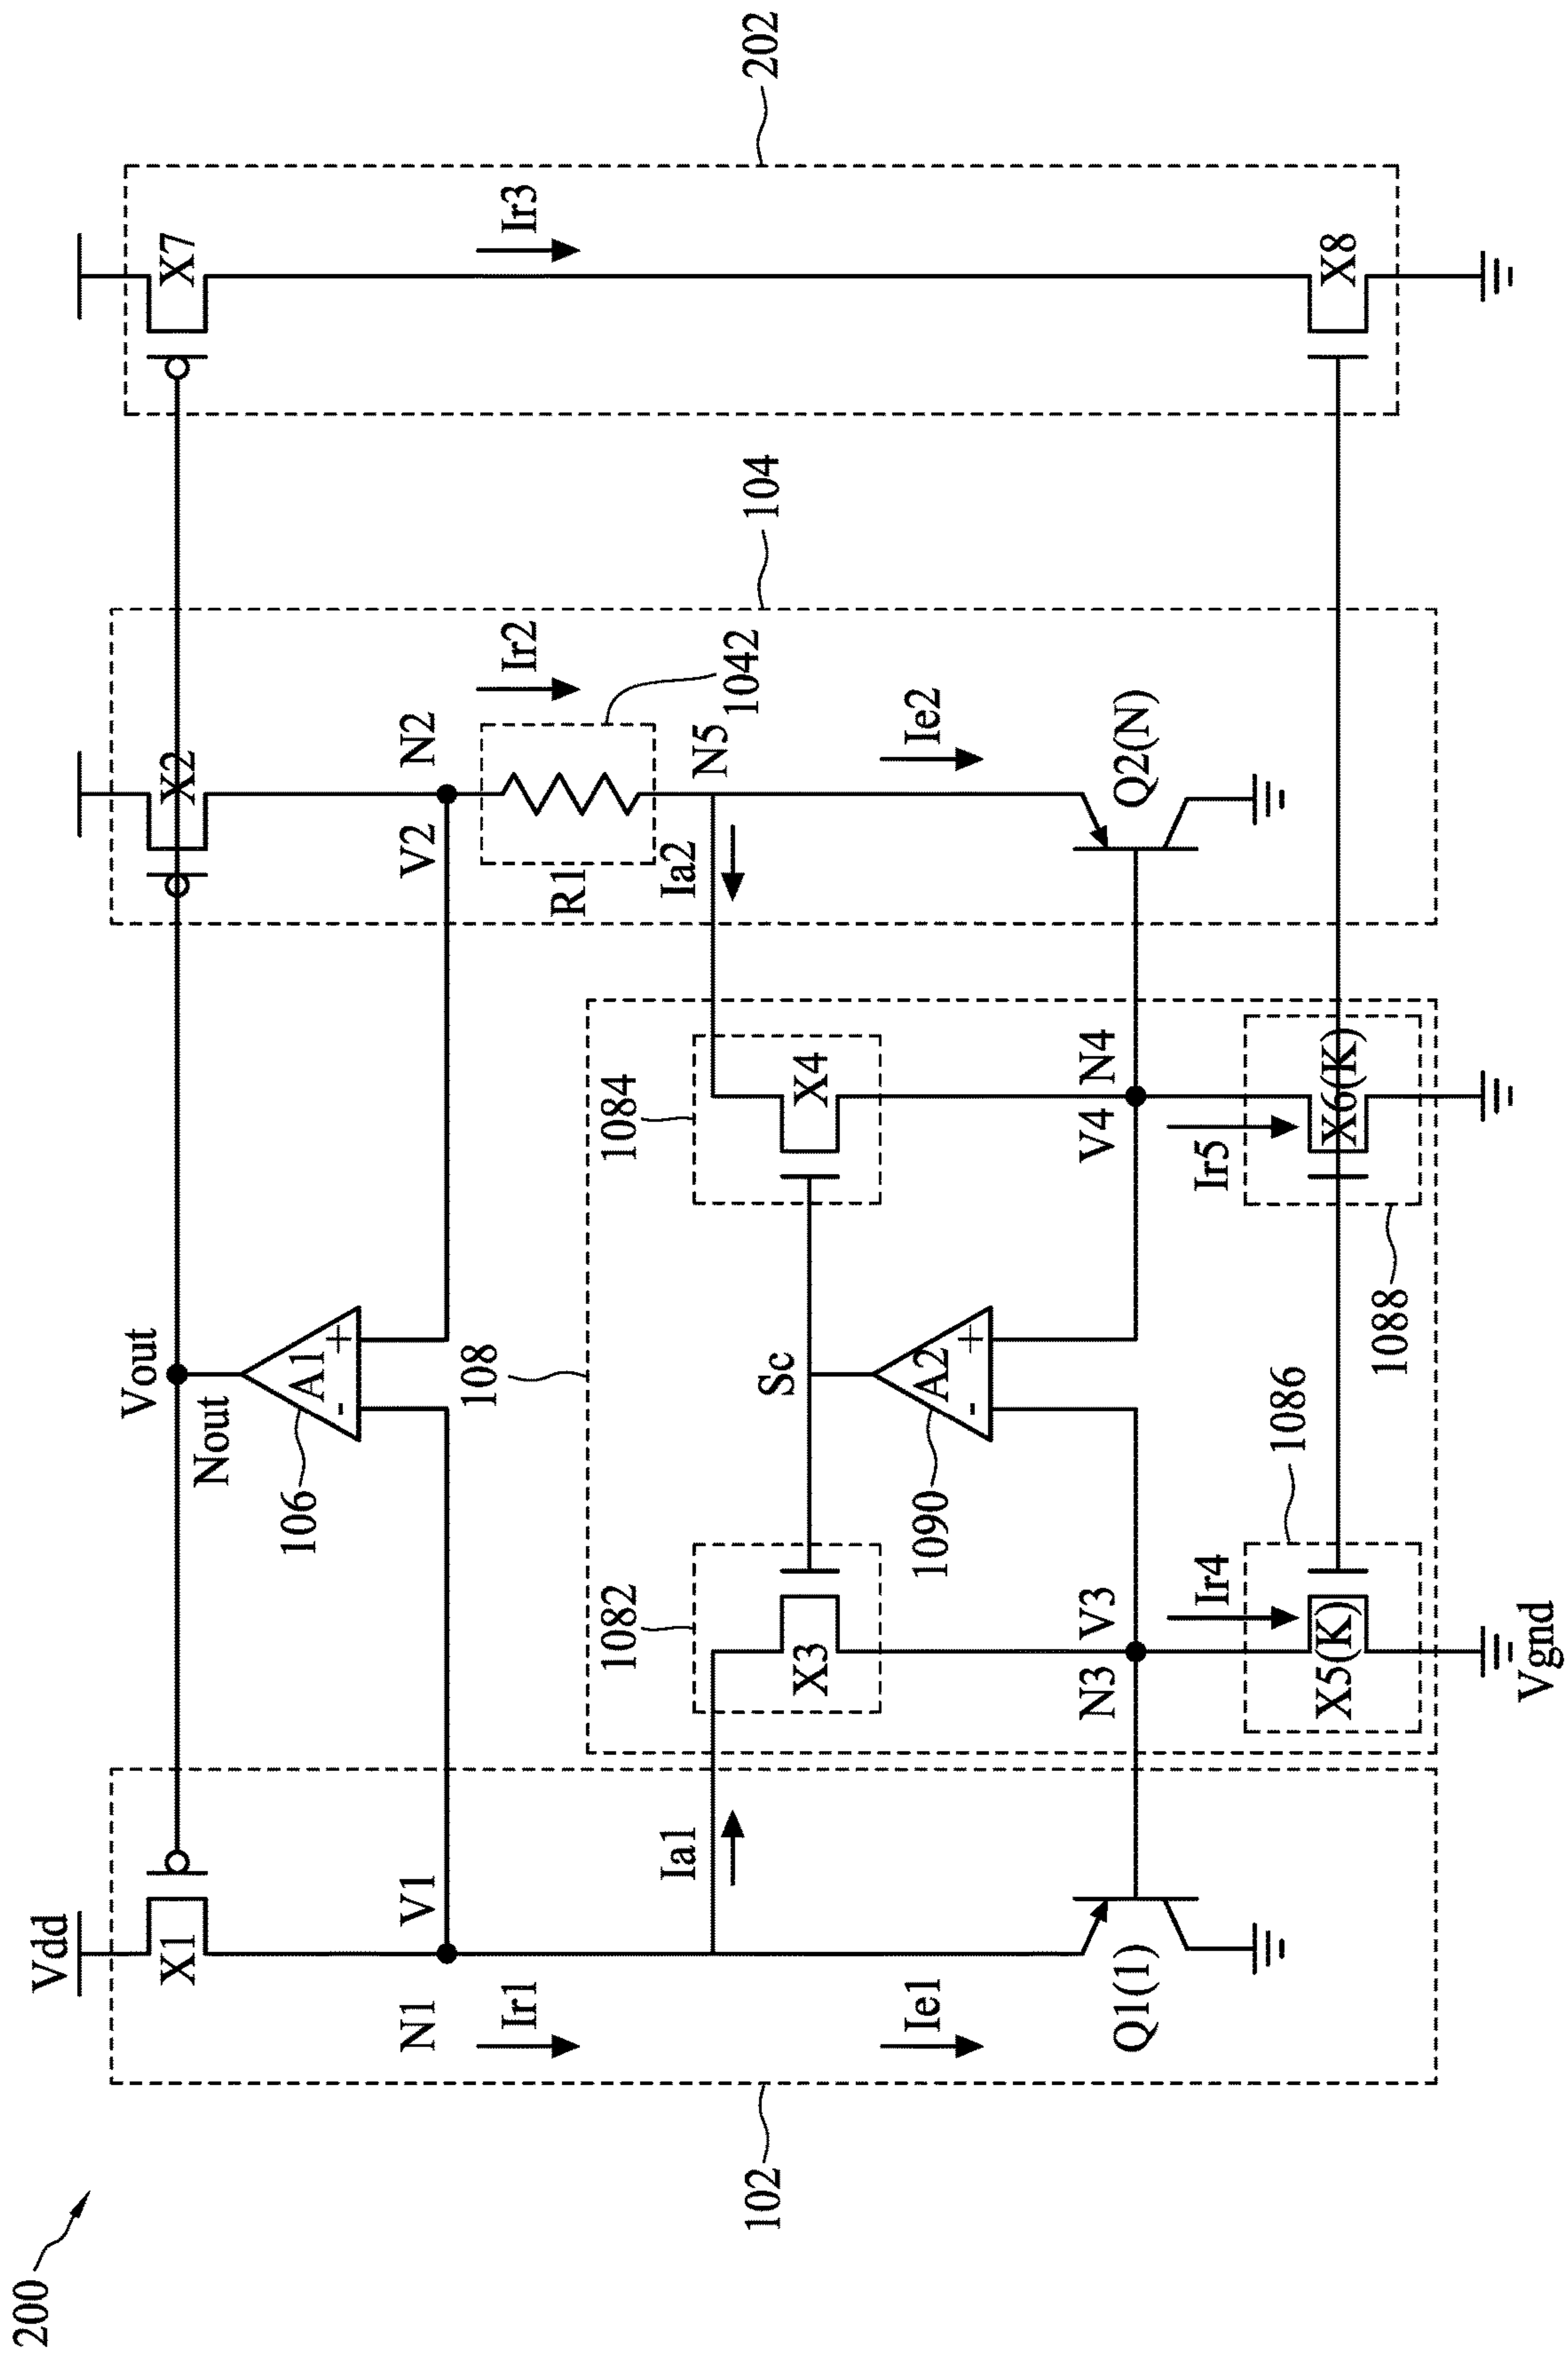 200
102
104
202
Vdd
X1
X2
X7
Vout
Nout
A1
-
+
106
N1
V1
V2
N2
Ir1
Ir2
Ir3
R1
1042
108
Ia1
Ia2
N5
1082
X3
Sc
1084
X4
Ie1
Ie2
1090
A2
-
+
Q1(1)
N3
V3
V4
N4
Q2(N)
Ir4
Ir5
1086
1088
X5(K)
X6(K)
X8
Vgnd